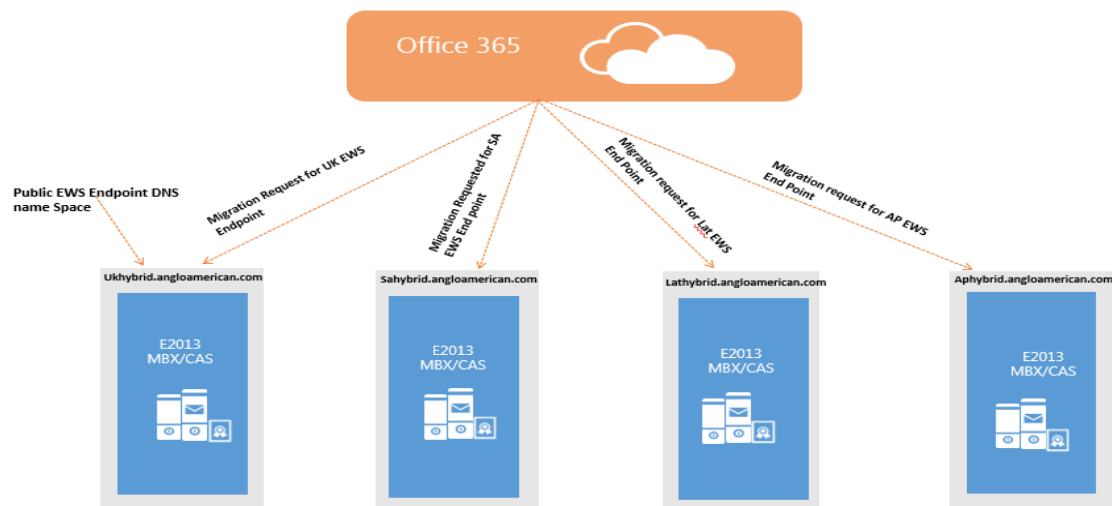 Office 365
Public EWS Endpoint DNS
name Space
Migration Request for UK EWS
Endpoint
Migration Requested for SA
EWS End point
Migration request for Lat EWS
End Point
Migration request for AP EWS
End Point
Ukhybrid.angloamerican.com
E2013
MBX/CAS
Sahybrid.angloamerican.com
E2013
MBX/CAS
Lathybrid.angloamerican.com
E2013
MBX/CAS
Aphybrid.angloamerican.com
E2013
MBX/CAS